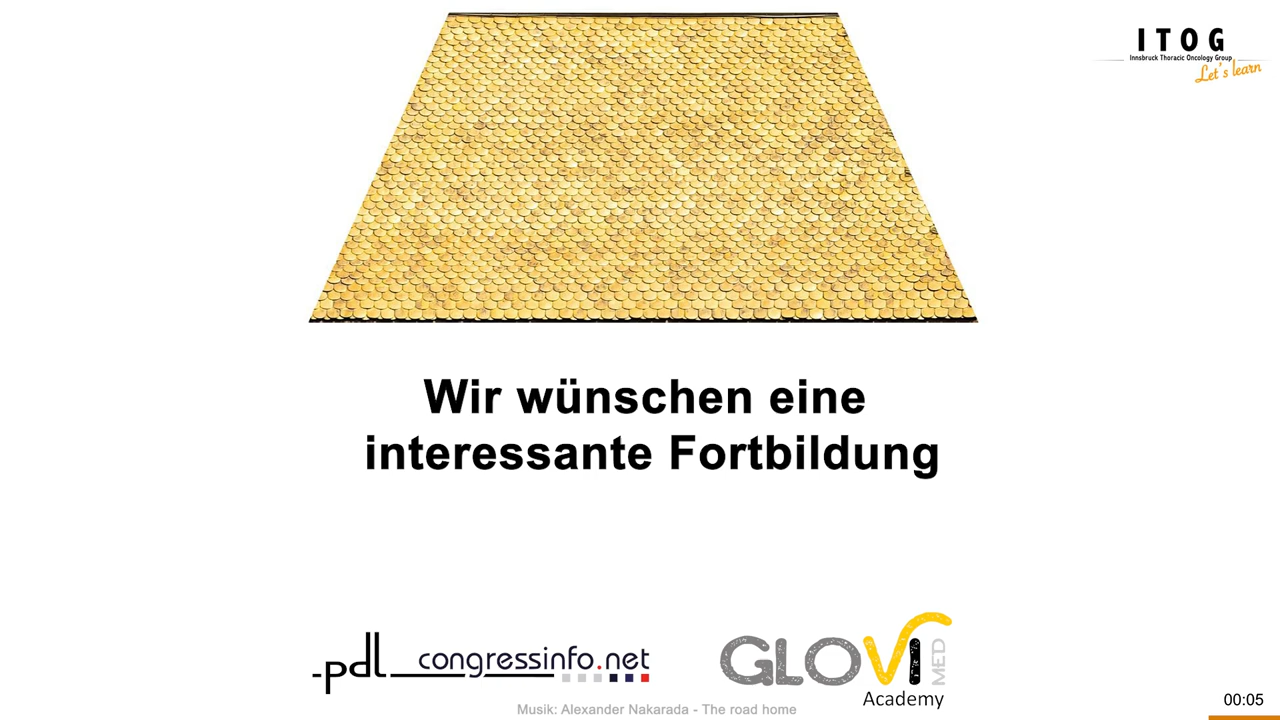 ITOG
Innsbruck Thoracic Oncology Group
Let's learn
Wir wünschen eine
interessante Fortbildung
pdl congressinfo.net
GLOVI MED
Academy
Musik: Alexander Nakarada - The road home
00:05